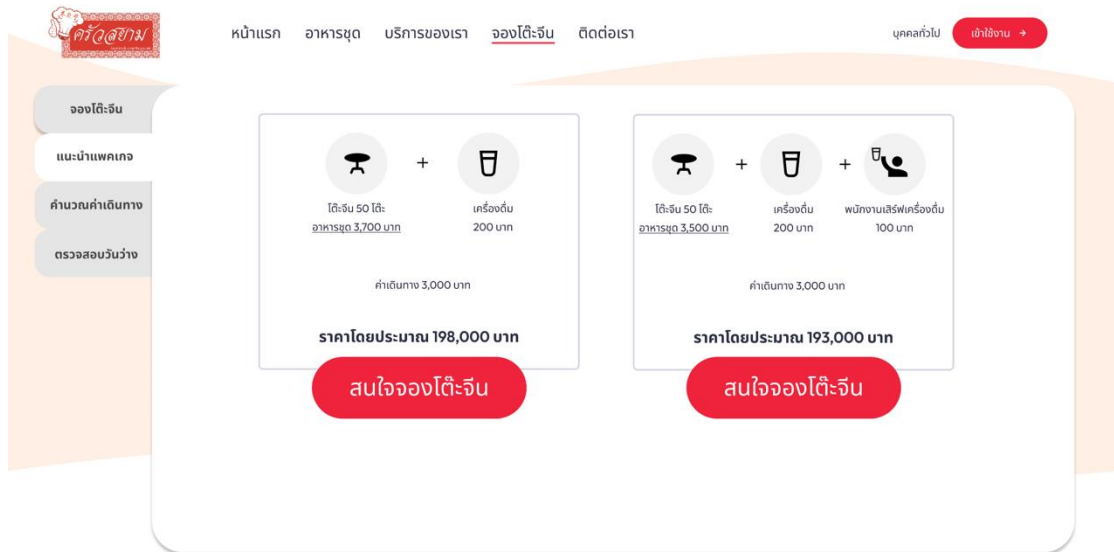 ครัวสยาม
หน้าแรก
อาหารชุด
บริการของเรา
จองโต๊ะจีน
ติดต่อเรา
บุคคลทั่วไป
เข้าใช้งาน →
จองโต๊ะจีน
แนะนำแพคเกจ
คำนวณค่าเดินทาง
ตรวจสอบวันว่าง
+
โต๊ะจีน 50 โต๊ะ
อาหารชุด 3,700 บาท
เครื่องดื่ม
200 บาท
ค่าเดินทาง 3,000 บาท
ราคาโดยประมาณ 198,000 บาท
สนใจจองโต๊ะจีน
+
+
โต๊ะจีน 50 โต๊ะ
อาหารชุด 3,500 บาท
เครื่องดื่ม
200 บาท
พนักงานเสิร์ฟเครื่องดื่ม
100 บาท
ค่าเดินทาง 3,000 บาท
ราคาโดยประมาณ 193,000 บาท
สนใจจองโต๊ะจีน